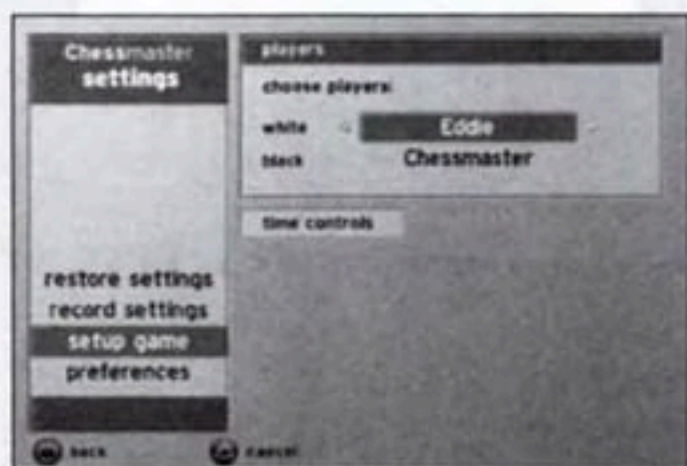 Chessmaster
settings
restore settings
record settings
setup game
preferences
players
choose players:
white Eddie
black Chessmaster
time controls
back cancel